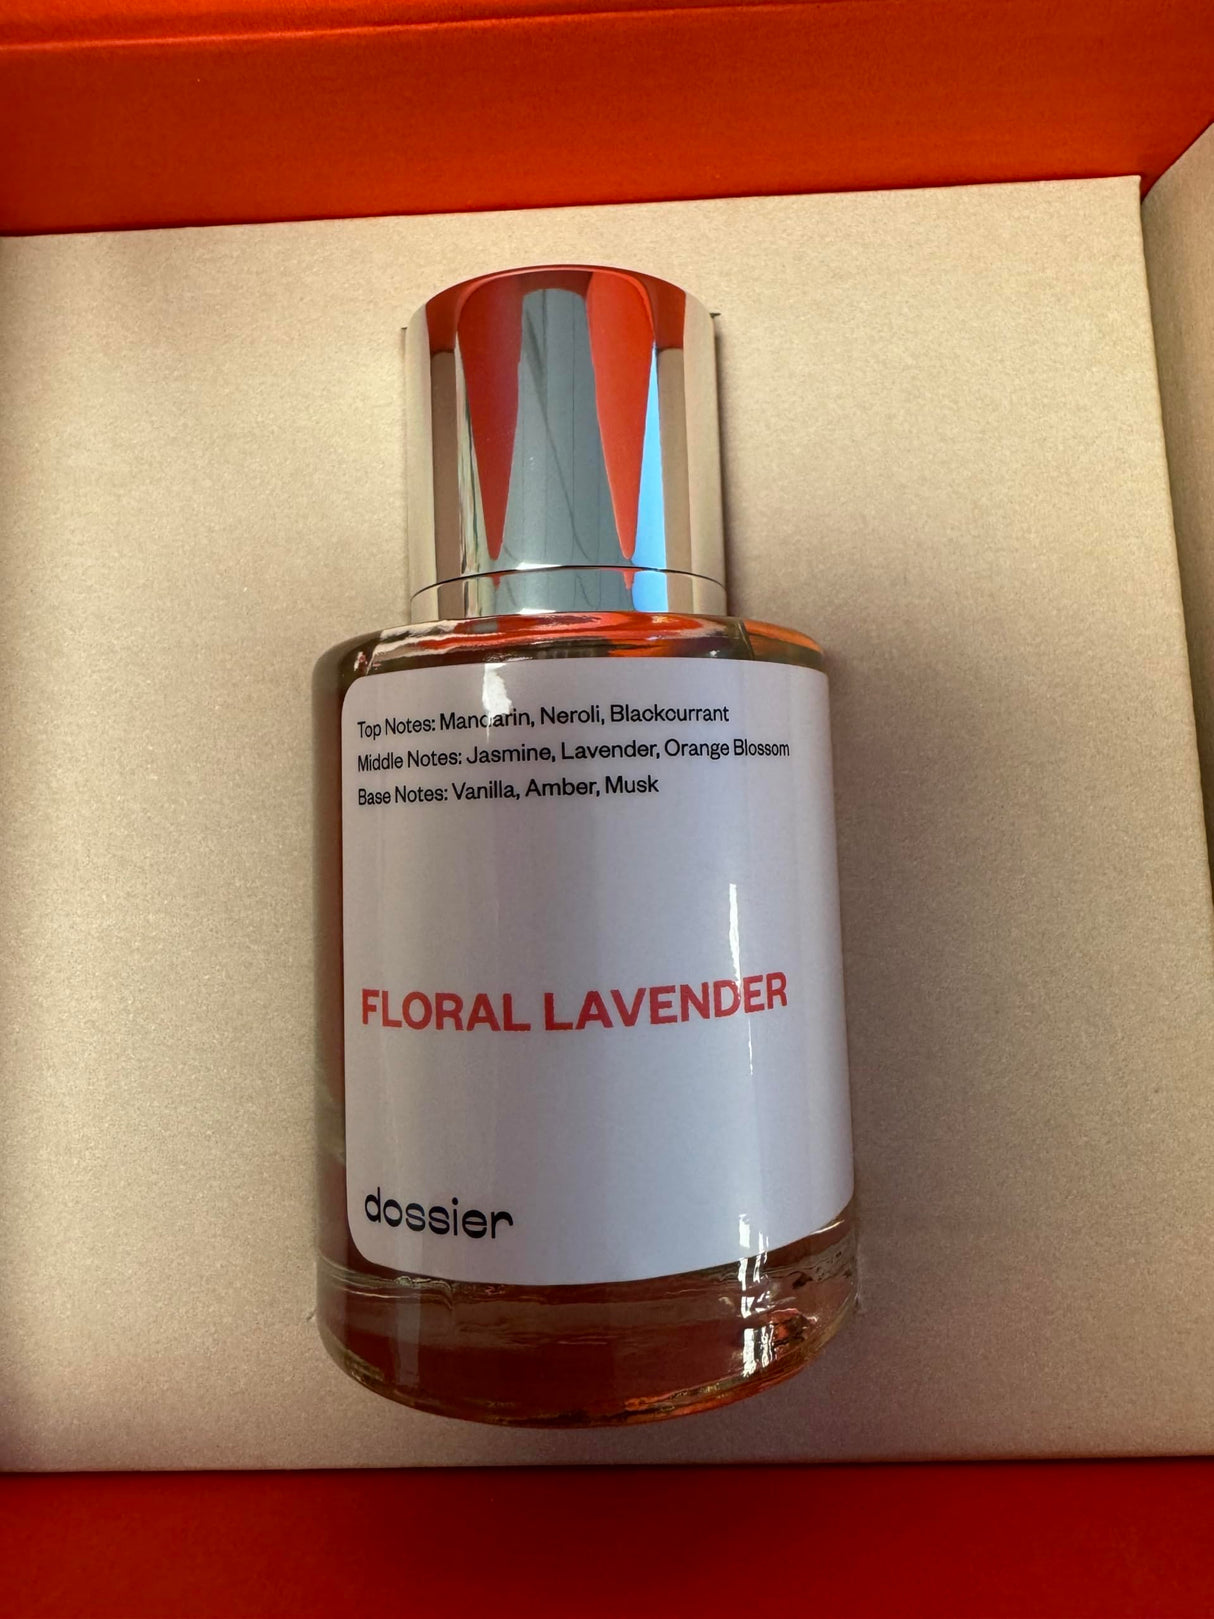 Top Notes: Mandarin, Neroli, Blackcurrant
Middle Notes: Jasmine, Lavender, Orange Blossom
Base Notes: Vanilla, Amber, Musk
FLORAL LAVENDER
dossier